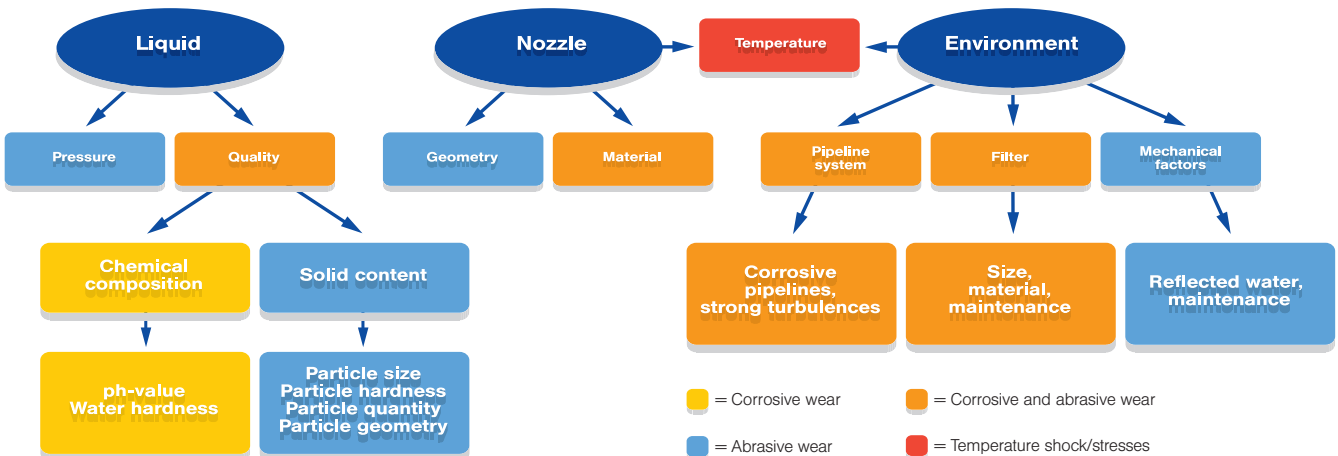 Liquid
Nozzle
Temperature
Environment
Pressure
Quality
Geometry
Material
Pipeline
system
Filter
Mechanical
factors
Chemical
composition
Solid content
Corrosive
pipelines,
strong turbulences
Size,
material,
maintenance
Reflected water,
maintenance
ph-value
Water hardness
Particle size
Particle hardness
Particle quantity
Particle geometry
= Corrosive wear
= Corrosive and abrasive wear
= Abrasive wear
= Temperature shock/stresses